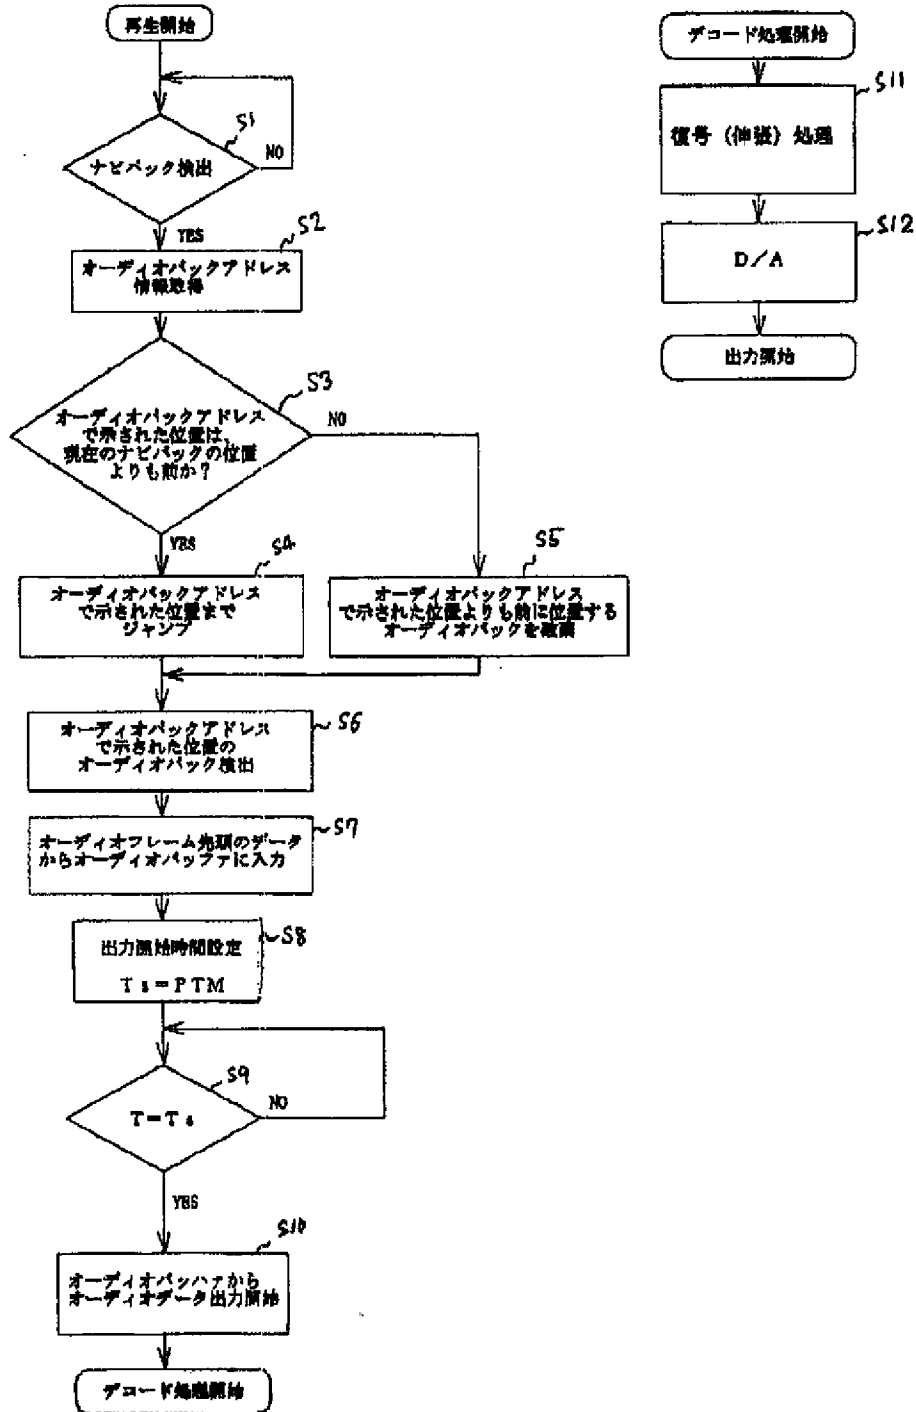 再生開始
S1
ナビパック検出
NO
YES
S2
オーディオパックアドレス
情報取得
S3
オーディオパックアドレス
で示された位置は、
現在のナビパックの位置
よりも前か？
NO
YES
S4
オーディオパックアドレス
で示された位置まで
ジャンプ
S5
オーディオパックアドレス
で示された位置よりも前に位置する
オーディオパックを破棄
S6
オーディオパックアドレス
で示された位置の
オーディオパック検出
S7
オーディオフレーム先頭のデータ
からオーディオバッファに入力
S8
出力開始時間設定
Ts＝PTM
S9
T＝Ts
NO
YES
S10
オーディオバッファから
オーディオデータ出力開始
デコード処理開始
デコード処理開始
S11
復号（伸張）処理
S12
D／A
出力開始